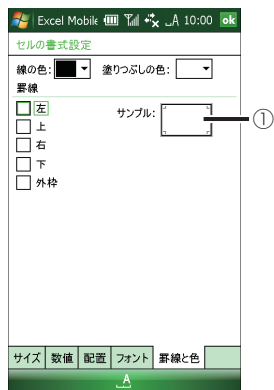 Excel Mobile A 10:00 ok
セルの書式設定
線の色: 塗りつぶしの色:
罫線
左
上
右
下
外枠
サンプル:
①
サイズ 数値 配置 フォント 罫線と色
A